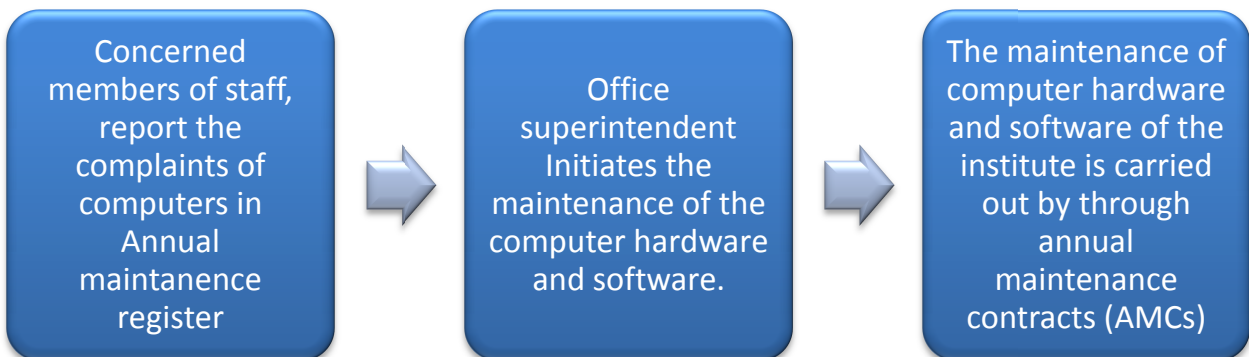 Concerned
members of staff,
report the
complaints of
computers in
Annual
maintanence
register
Office
superintendent
Initiates the
maintenance of the
computer hardware
and software.
The maintenance of
computer hardware
and software of the
institute is carried
out by through
annual
maintenance
contracts (AMCs)